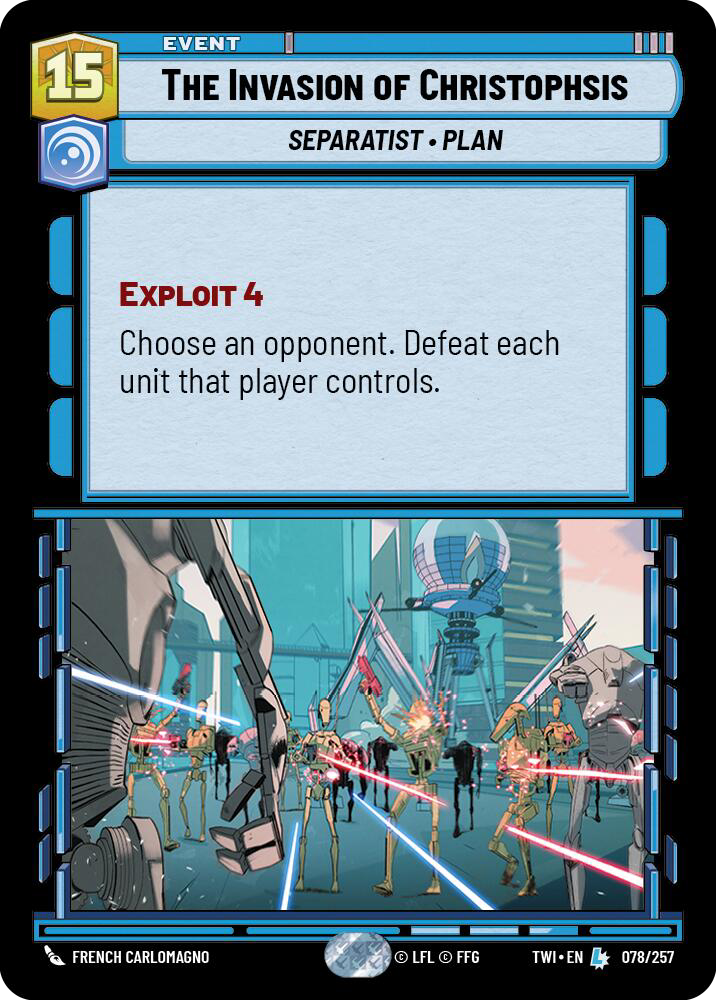 EVENT
15
THE INVASION OF CHRISTOPHSIS
SEPARATIST • PLAN
EXPLOIT 4
Choose an opponent. Defeat each
unit that player controls.
FRENCH CARLOMAGNO © LFL © FFG TWI • EN L 078/257